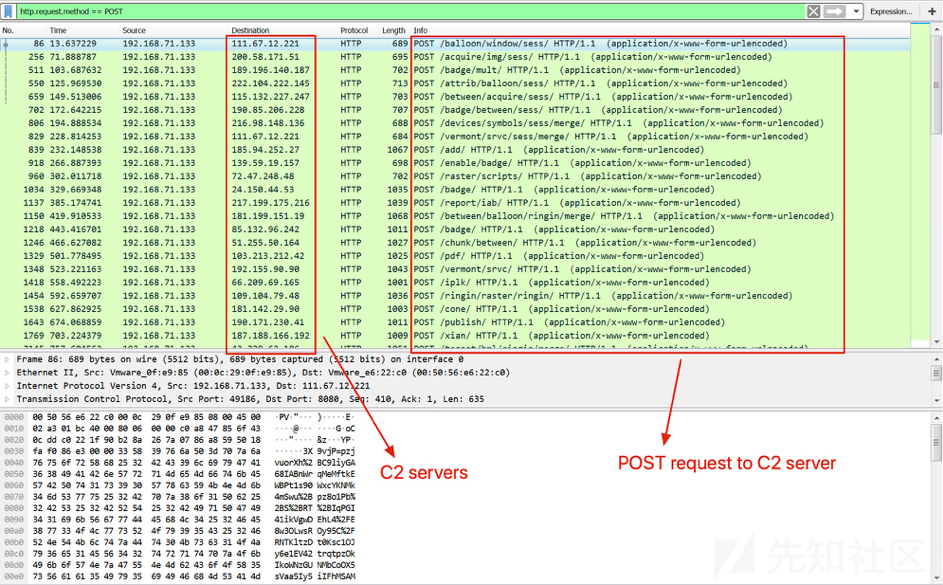 http.request.method == POST
Expression...
No. Time Source Destination Protocol Length Info
86 13.637229 192.168.71.133 111.67.12.221 HTTP 689 POST /balloon/window/sess/ HTTP/1.1 (application/x-www-form-urlencoded)
256 71.888787 192.168.71.133 200.58.171.51 HTTP 695 POST /acquire/img/sess/ HTTP/1.1 (application/x-www-form-urlencoded)
511 103.687632 192.168.71.133 189.196.140.187 HTTP 702 POST /badge/mult/ HTTP/1.1 (application/x-www-form-urlencoded)
550 125.969530 192.168.71.133 222.104.222.145 HTTP 713 POST /attrib/balloon/sess/ HTTP/1.1 (application/x-www-form-urlencoded)
659 149.513006 192.168.71.133 115.132.227.247 HTTP 703 POST /between/acquire/sess/ HTTP/1.1 (application/x-www-form-urlencoded)
702 172.642215 192.168.71.133 190.85.206.228 HTTP 707 POST /badge/between/sess/ HTTP/1.1 (application/x-www-form-urlencoded)
806 194.888534 192.168.71.133 216.98.148.136 HTTP 688 POST /devices/symbols/sess/merge/ HTTP/1.1 (application/x-www-form-urlencoded)
829 228.814253 192.168.71.133 111.67.12.221 HTTP 684 POST /vermont/srvc/sess/merge/ HTTP/1.1 (application/x-www-form-urlencoded)
839 232.148538 192.168.71.133 185.94.252.27 HTTP 1067 POST /add/ HTTP/1.1 (application/x-www-form-urlencoded)
918 266.887393 192.168.71.133 139.59.19.157 HTTP 698 POST /enable/badge/ HTTP/1.1 (application/x-www-form-urlencoded)
960 302.011718 192.168.71.133 72.47.248.48 HTTP 702 POST /raster/scripts/ HTTP/1.1 (application/x-www-form-urlencoded)
1034 329.669348 192.168.71.133 24.150.44.53 HTTP 1035 POST /badge/ HTTP/1.1 (application/x-www-form-urlencoded)
1137 385.174741 192.168.71.133 217.199.175.216 HTTP 1039 POST /report/iab/ HTTP/1.1 (application/x-www-form-urlencoded)
1150 419.910533 192.168.71.133 181.199.151.19 HTTP 1068 POST /between/balloon/ringin/merge/ HTTP/1.1 (application/x-www-form-urlencoded)
1218 443.416701 192.168.71.133 85.132.96.242 HTTP 1011 POST /badge/ HTTP/1.1 (application/x-www-form-urlencoded)
1246 466.627082 192.168.71.133 51.255.50.164 HTTP 1027 POST /chunk/between/ HTTP/1.1 (application/x-www-form-urlencoded)
1329 501.778495 192.168.71.133 103.213.212.42 HTTP 1025 POST /pdf/ HTTP/1.1 (application/x-www-form-urlencoded)
1348 523.221163 192.168.71.133 192.155.90.90 HTTP 1043 POST /vermont/srvc/ HTTP/1.1 (application/x-www-form-urlencoded)
1418 558.492223 192.168.71.133 66.209.69.165 HTTP 1001 POST /iplk/ HTTP/1.1 (application/x-www-form-urlencoded)
1454 592.659707 192.168.71.133 109.104.79.48 HTTP 1036 POST /ringin/raster/ringin/ HTTP/1.1 (application/x-www-form-urlencoded)
1538 627.862925 192.168.71.133 181.142.29.90 HTTP 1003 POST /cone/ HTTP/1.1 (application/x-www-form-urlencoded)
1643 674.068859 192.168.71.133 190.171.230.41 HTTP 1011 POST /publish/ HTTP/1.1 (application/x-www-form-urlencoded)
1769 703.224379 192.168.71.133 187.188.166.192 HTTP 1009 POST /xian/ HTTP/1.1 (application/x-www-form-urlencoded)
Frame 86: 689 bytes on wire (5512 bits), 689 bytes captured (5512 bits) on interface 0
Ethernet II, Src: Vmware_0f:e9:85 (00:0c:29:0f:e9:85), Dst: Vmware_e6:22:c0 (00:50:56:e6:22:c0)
Internet Protocol Version 4, Src: 192.168.71.133, Dst: 111.67.12.221
Transmission Control Protocol, Src Port: 49186, Dst Port: 8080, Seq: 410, Ack: 1, Len: 635
0000 00 50 56 e6 22 c0 00 0c 29 0f e9 85 08 00 45 00 ·PV·"··· )·····E·
0010 02 a3 01 bc 40 00 80 06 00 00 c0 a8 47 85 6f 43 ····@··· ····G·oC
0020 0c dd c0 22 1f 90 b2 8a 26 7a 07 86 a8 59 50 18 ···"···· &z···YP·
0030 fa f0 86 e3 00 00 33 58 39 76 6a 50 3d 70 7a 6a ······3X 9vjP=pzj
0040 76 75 6f 72 58 68 25 32 42 43 39 6c 69 79 47 41 vuorXh%2 BC9liyGA
0050 36 38 49 41 42 6e 57 72 71 4d 65 4d 66 74 6b 45 68IABnWr qMeMftkE
0060 57 42 50 74 31 73 39 30 57 78 63 59 4b 4e 4d 6b WBPt1s90 WxcYKNMk
0070 34 6d 53 77 75 25 32 42 70 7a 38 6f 31 50 62 25 4mSwu%2B pz8o1Pb%
0080 32 42 53 25 32 42 52 54 25 32 42 49 71 50 47 49 2BS%2BRT %2BIqPGI
0090 34 31 69 6b 56 67 77 44 45 68 4c 34 25 32 46 45 41ikVgwD EhL4%2FE
00a0 38 77 33 4f 4c 77 73 52 4f 79 39 35 43 25 32 46 8w3OLwsR Oy95C%2F
00b0 52 4e 54 4b 6c 74 7a 44 74 30 4b 73 63 31 4f 4a RNTKltzD t0Ksc1OJ
00c0 79 36 65 31 45 56 34 32 74 72 71 74 70 7a 4f 6b y6e1EV42 trqtpzOk
00d0 49 6b 6f 57 4e 7a 47 55 4e 4d 62 43 6f 4f 58 35 IkoWNzGU NMbCoOX5
00e0 73 56 61 61 35 49 79 35 69 49 46 68 4d 53 41 4d sVaa5Iy5 iIFhMSAM
C2 servers
POST request to C2 server
先知社区